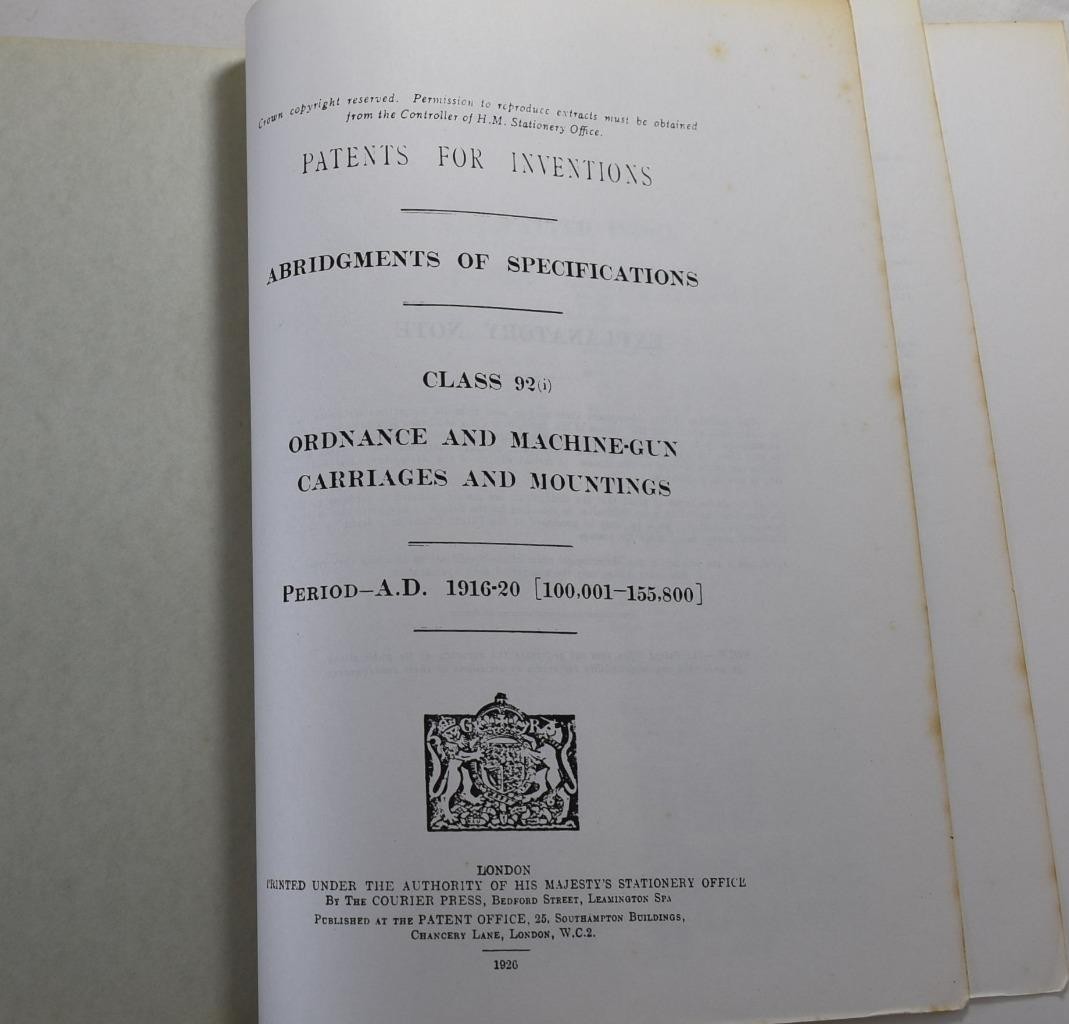 Crown copyright reserved. Permission to reproduce extracts must be obtained
from the Controller of H.M. Stationery Office.
PATENTS FOR INVENTIONS
ABRIDGMENTS OF SPECIFICATIONS
CLASS 92(i)
ORDNANCE AND MACHINE-GUN
CARRIAGES AND MOUNTINGS
PERIOD—A.D. 1916-20 [100,001—155,800]
G R
LONDON
PRINTED UNDER THE AUTHORITY OF HIS MAJESTY'S STATIONERY OFFICE
BY THE COURIER PRESS, BEDFORD STREET, LEAMINGTON SPA
PUBLISHED AT THE PATENT OFFICE, 25, SOUTHAMPTON BUILDINGS,
CHANCERY LANE, LONDON, W.C.2.
1926
EXPLANATORY NOTE